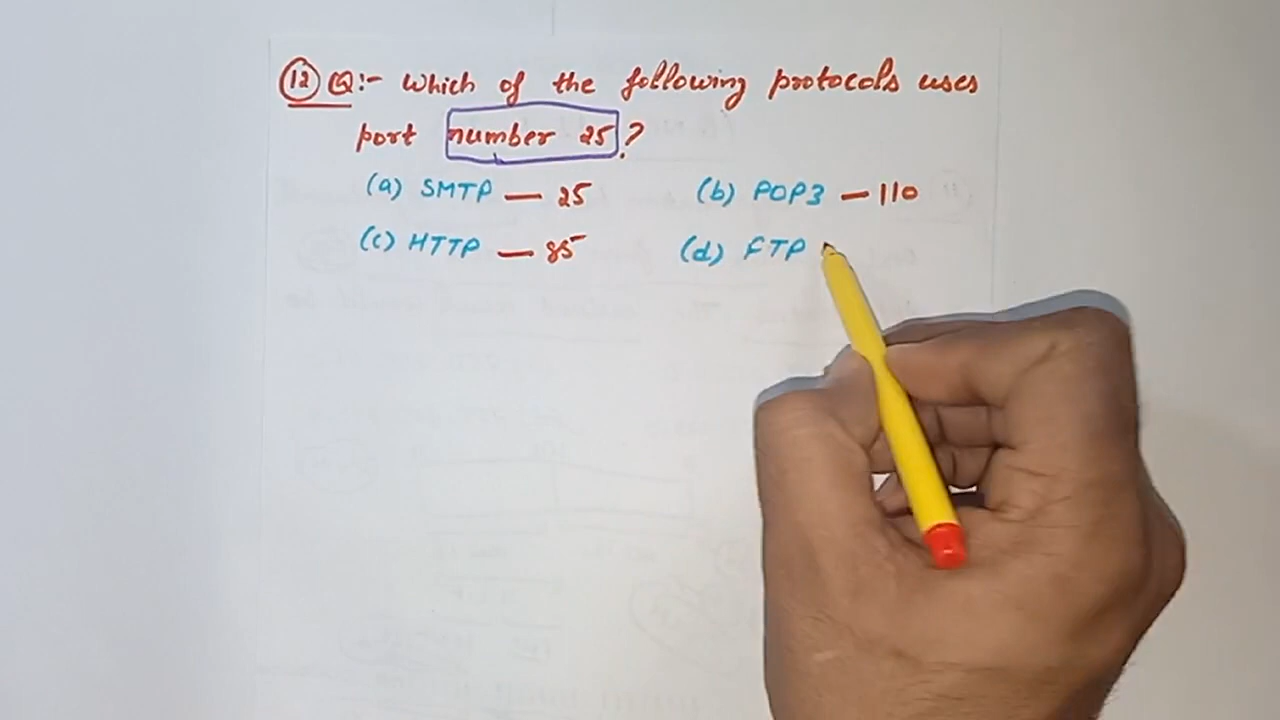 12 Q:- Which of the following protocols uses
port number 25?
(a) SMTP — 25 (b) POP3 — 110
(c) HTTP — 85 (d) FTP